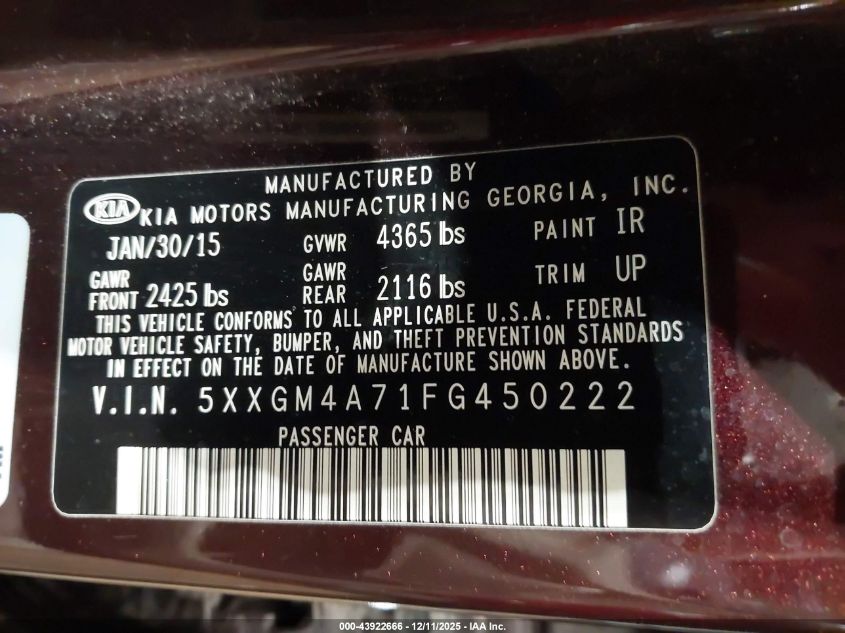 MANUFACTURED BY
KIA KIA MOTORS MANUFACTURING GEORGIA, INC.
JAN/30/15 GVWR 4365 lbs PAINT IR
GAWR FRONT 2425 lbs GAWR REAR 2116 lbs TRIM UP
THIS VEHICLE CONFORMS TO ALL APPLICABLE U.S.A. FEDERAL
MOTOR VEHICLE SAFETY, BUMPER, AND THEFT PREVENTION STANDARDS
IN EFFECT ON THE DATE OF MANUFACTURE SHOWN ABOVE.
V.I.N. 5XXGM4A71FG450222
PASSENGER CAR
000-43922666 - 12/11/2025 - IAA Inc.